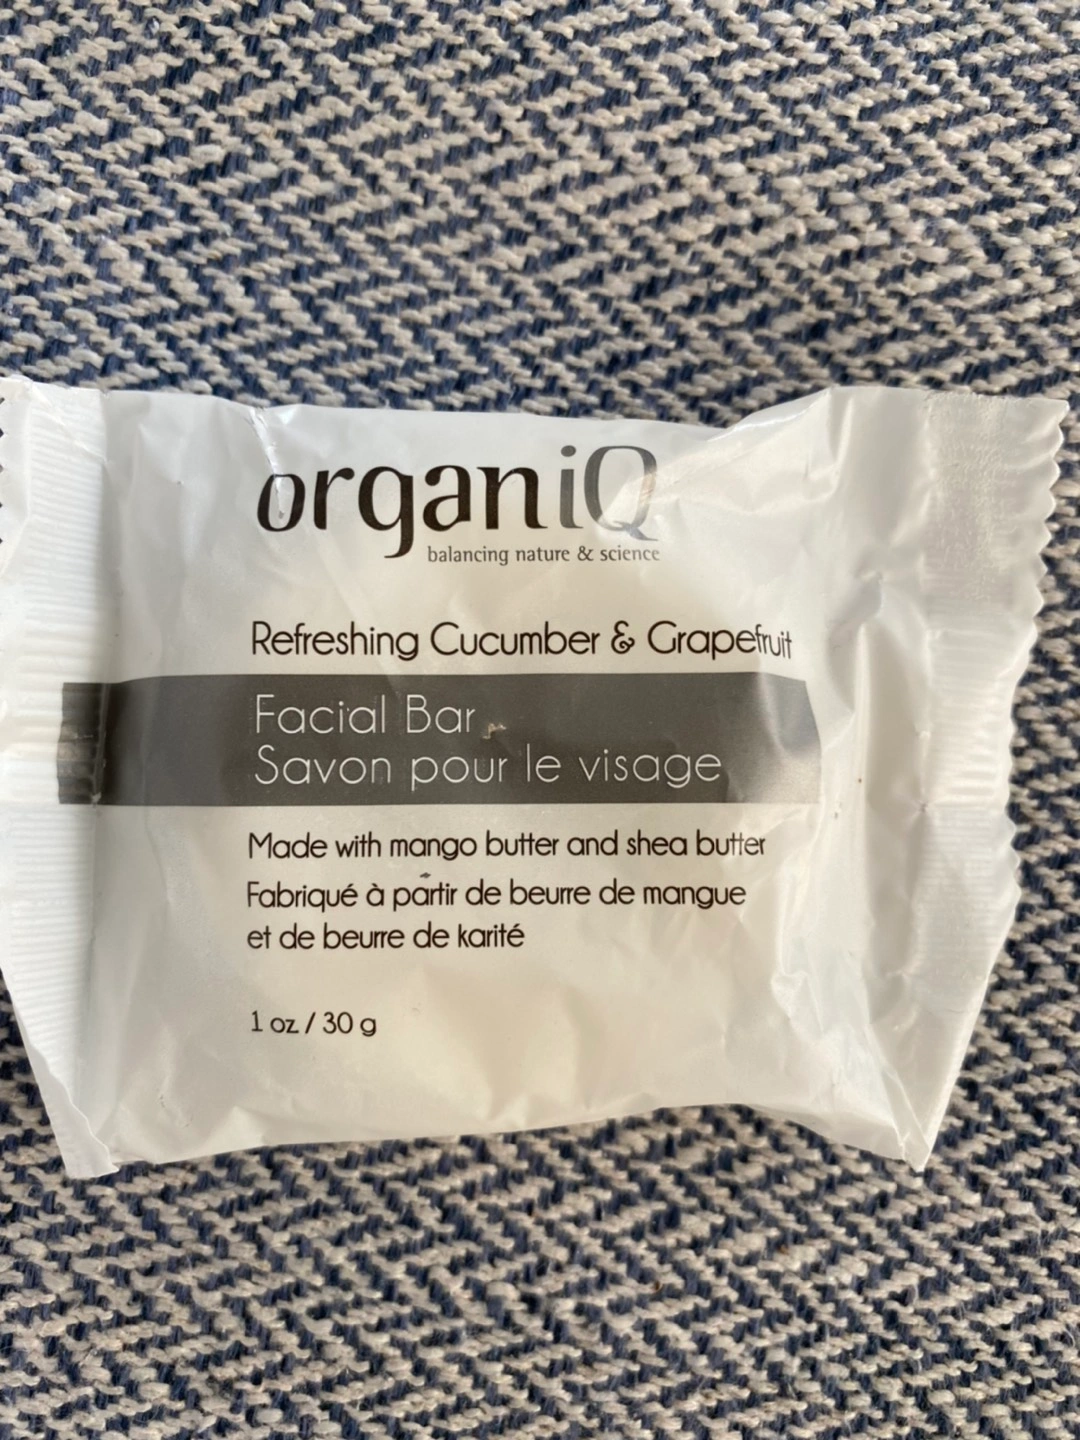 organiQ
balancing nature & science
Refreshing Cucumber & Grapefruit
Facial Bar
Savon pour le visage
Made with mango butter and shea butter
Fabriqué à partir de beurre de mangue
et de beurre de karité
1 oz / 30 g